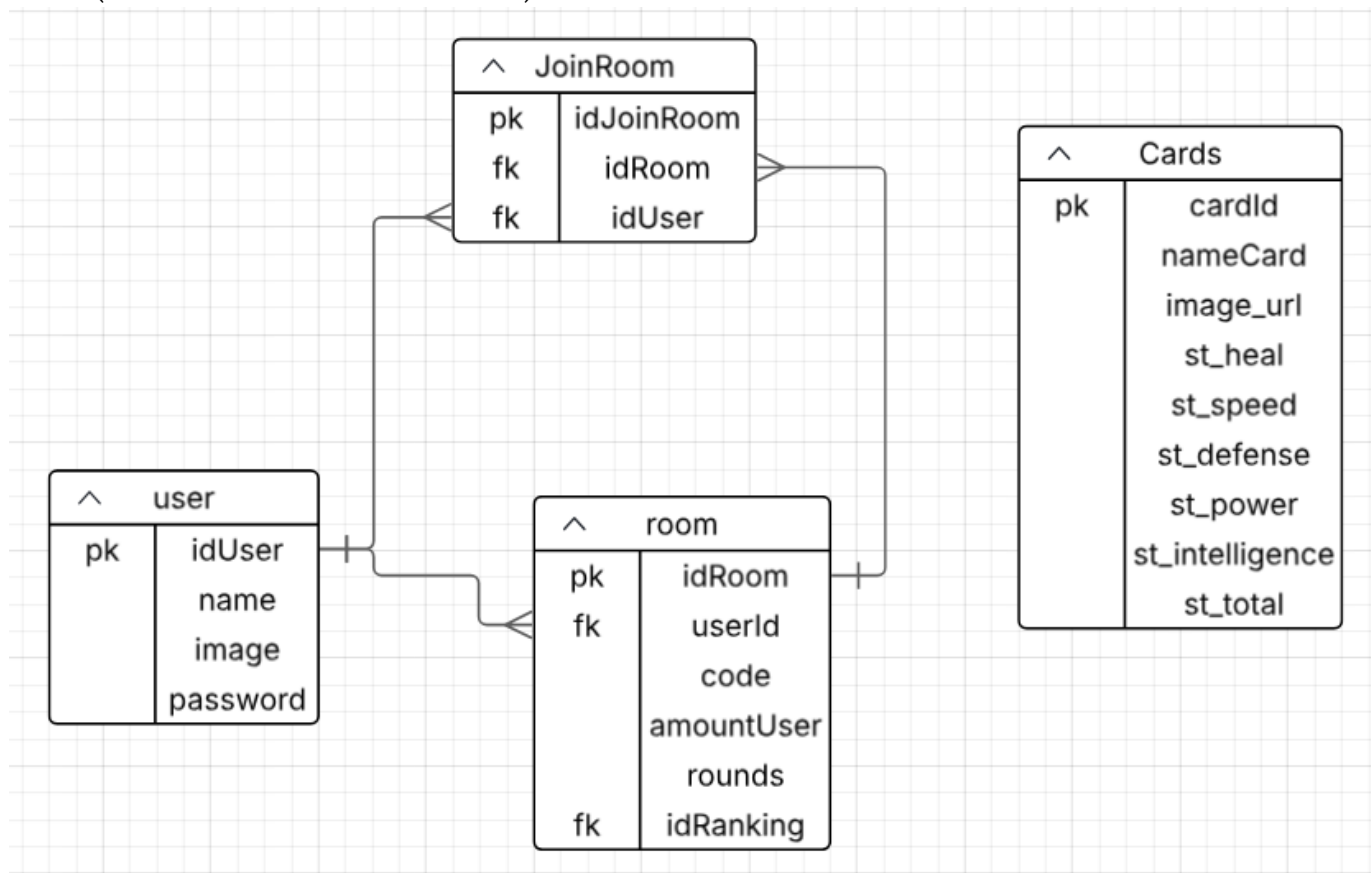 JoinRoom
pk idJoinRoom
fk idRoom
fk idUser
Cards
pk cardId
nameCard
image_url
st_heal
st_speed
st_defense
st_power
st_intelligence
st_total
user
pk idUser
name
image
password
room
pk idRoom
fk userId
code
amountUser
rounds
fk idRanking